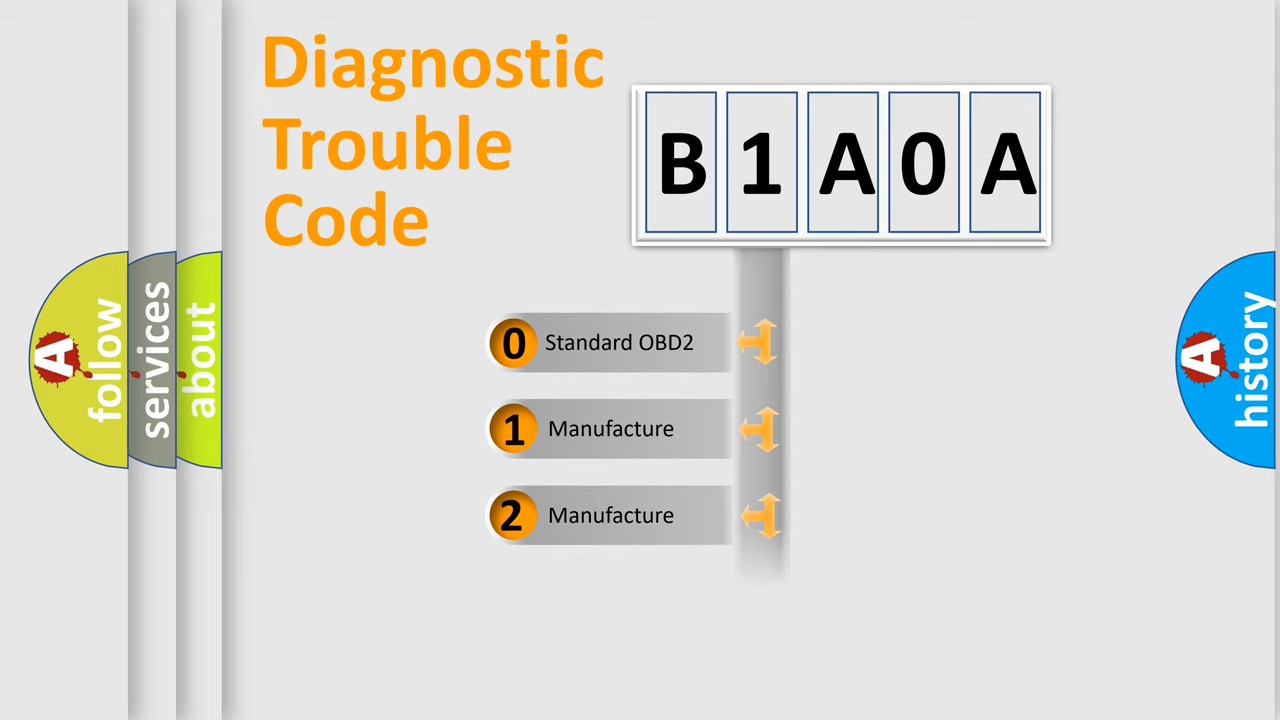 Diagnostic
Trouble
Code
B 1 A 0 A
0 Standard OBD2
1 Manufacture
2 Manufacture
A follow
services
about
A history